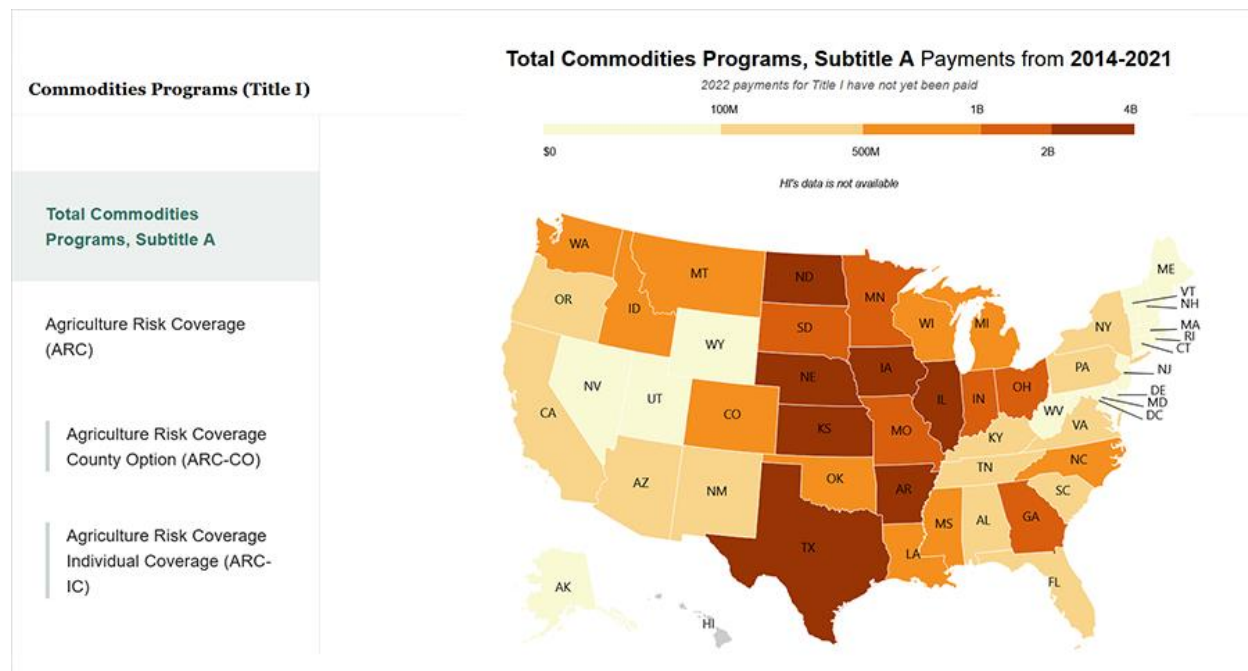 Total Commodities Programs, Subtitle A Payments from 2014-2021
2022 payments for Title I have not yet been paid
Commodities Programs (Title I)
100M 1B 4B
$0 500M 2B
HI's data is not available
Total Commodities
Programs, Subtitle A
Agriculture Risk Coverage
(ARC)
Agriculture Risk Coverage
County Option (ARC-CO)
Agriculture Risk Coverage
Individual Coverage (ARC-
IC)
WA
MT
ND
MN
ME
VT
NH
OR
ID
SD
WI
MI
NY
MA
RI
CT
WY
NE
IA
PA
NJ
NV
UT
CO
IL
IN
OH
DE
MD
DC
WV
VA
CA
KS
MO
KY
AZ
NM
OK
AR
TN
NC
SC
TX
LA
MS
AL
GA
FL
AK
HI